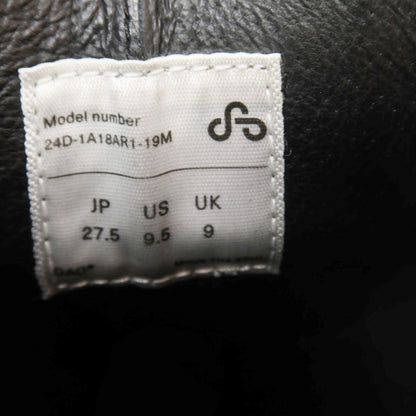 Model number
24D-1A18AR1-19M
JP US UK
27.5 9.5 9